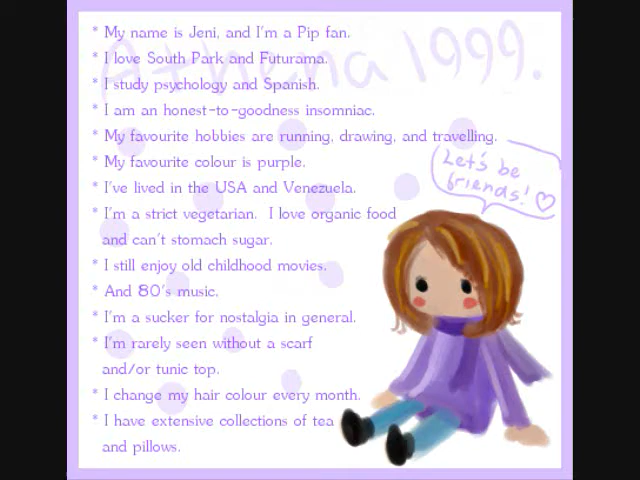 Athena 1999.
* My name is Jeni, and I'm a Pip fan.
* I love South Park and Futurama.
* I study psychology and Spanish.
* I am an honest-to-goodness insomniac.
* My favourite hobbies are running, drawing, and travelling.
* My favourite colour is purple.
* I've lived in the USA and Venezuela.
* I'm a strict vegetarian. I love organic food
and can't stomach sugar.
* I still enjoy old childhood movies.
* And 80's music.
* I'm a sucker for nostalgia in general.
* I'm rarely seen without a scarf
and/or tunic top.
* I change my hair colour every month.
* I have extensive collections of tea
and pillows.
Let's be
friends! ♡